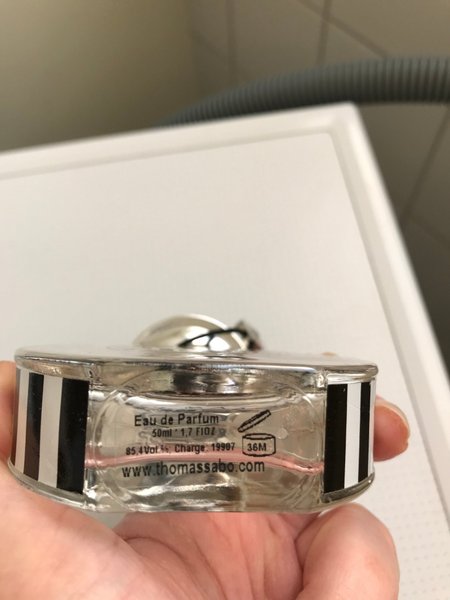 Eau de Parfum
50ml * 1.7 FlOZ
85,4Vol % Charge: 19907
36M
www.thomassabo.com